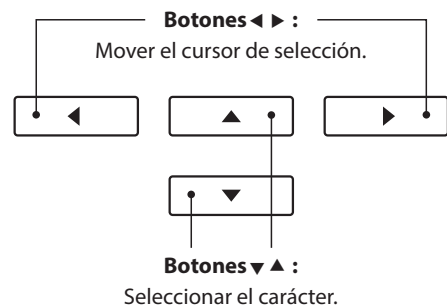 Botones ◀ ▶ :
Mover el cursor de selección.
Botones ▼ ▲ :
Seleccionar el carácter.